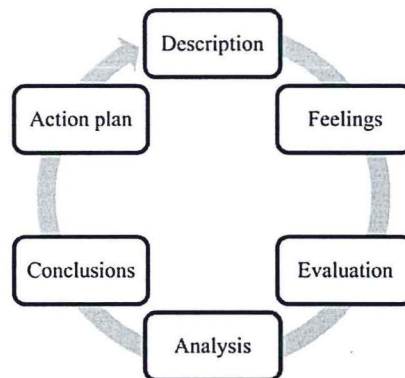 Description
Feelings
Evaluation
Analysis
Conclusions
Action plan